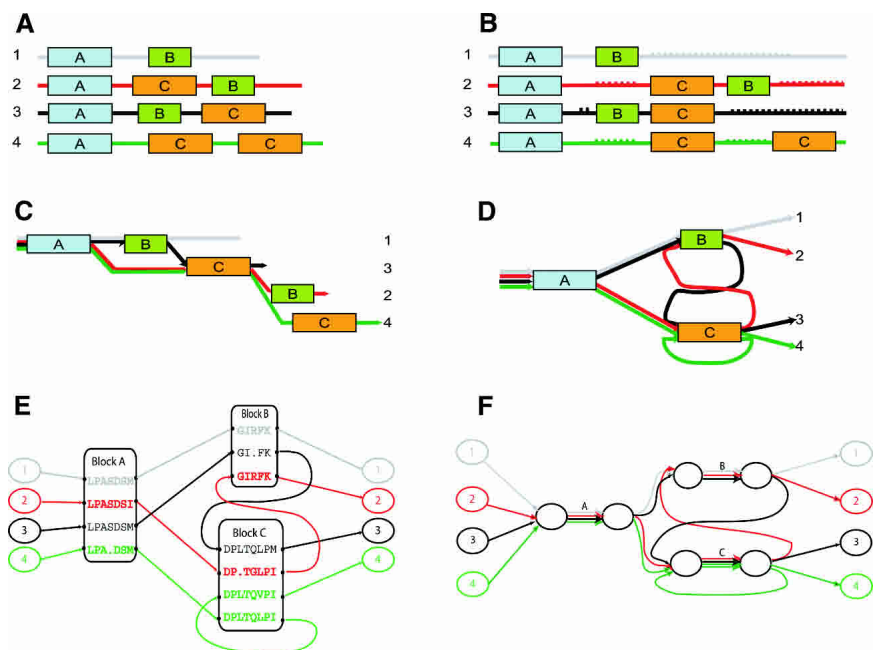 A
1 A B
2 A C B
3 A B C
4 A C C
B
1 A B
2 A C B
3 A B C
4 A C C
C
A B 1
C 3
B 2
C 4
D
A
B
C
1
2
3
4
E
1
2
3
4
Block A
LPASDSM
LPASDSI
LPASDSM
LPA.DSM
Block B
GIRFK
GI.FK
GIRFK
Block C
DPLTQLPM
DP.TGLPI
DPLTQVPI
DPLTQLPI
1
2
3
4
F
1
2
3
4
A
B
C
1
2
3
4